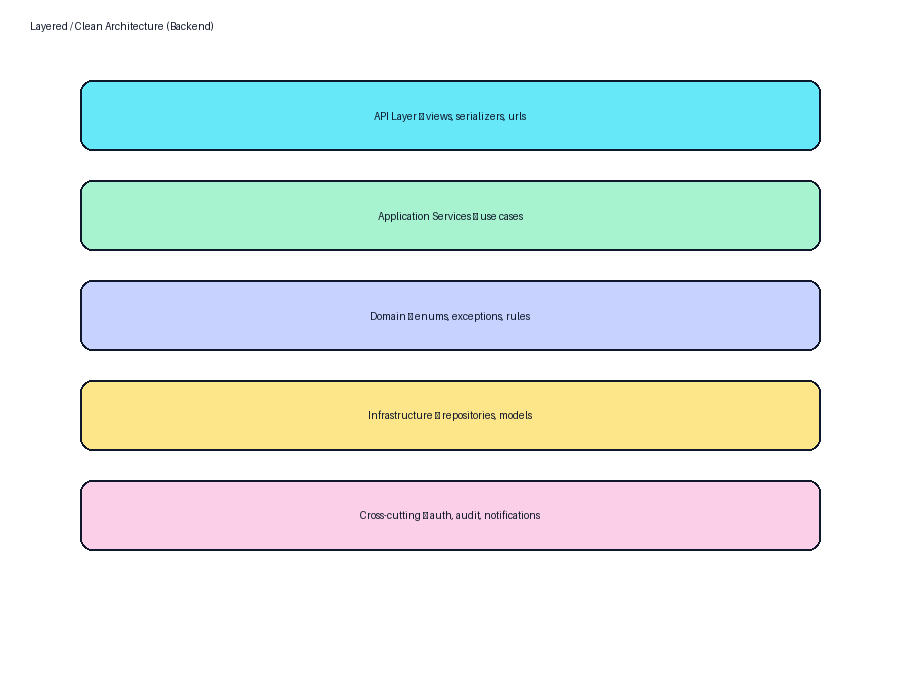 Layered / Clean Architecture (Backend)
API Layer ▯ views, serializers, urls
Application Services ▯ use cases
Domain ▯ enums, exceptions, rules
Infrastructure ▯ repositories, models
Cross-cutting ▯ auth, audit, notifications